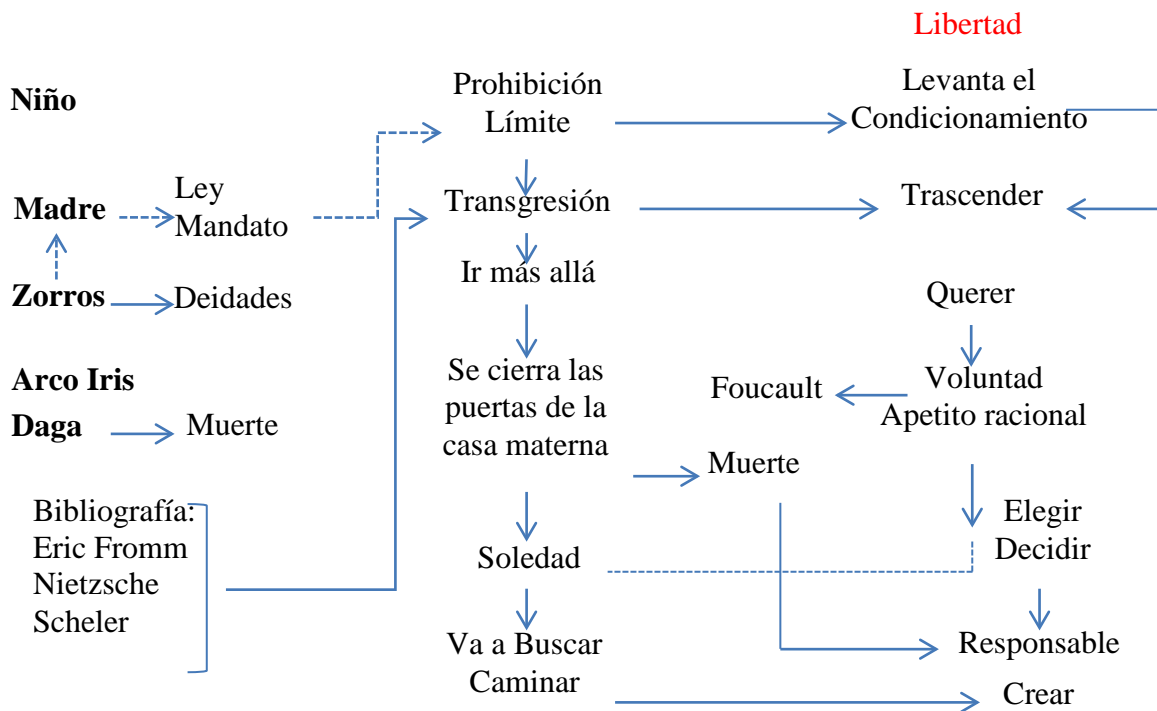 Libertad
Niño
Prohibición
Límite
Levanta el
Condicionamiento
Madre
Ley
Mandato
Transgresión
Trascender
Zorros
Deidades
Ir más allá
Querer
Arco Iris
Daga
Muerte
Se cierra las
puertas de la
casa materna
Foucault
Voluntad
Apetito racional
Muerte
Bibliografía:
Eric Fromm
Nietzsche
Scheler
Soledad
Elegir
Decidir
Va a Buscar
Caminar
Responsable
Crear